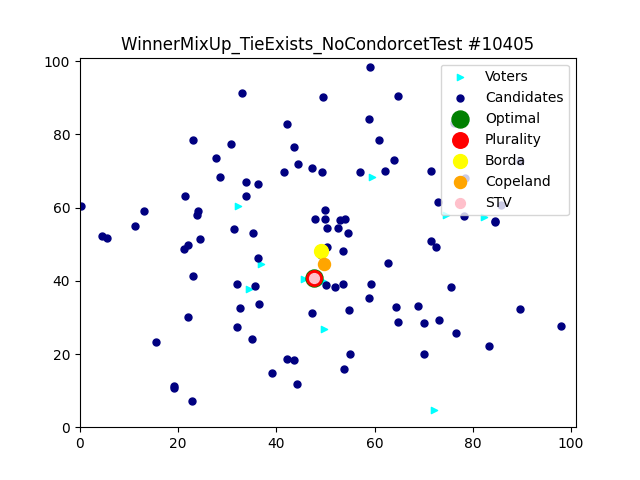 WinnerMixUp_TieExists_NoCondorcetTest #10405
100
80
60
40
20
0
0 20 40 60 80 100
Voters
Candidates
Optimal
Plurality
Borda
Copeland
STV